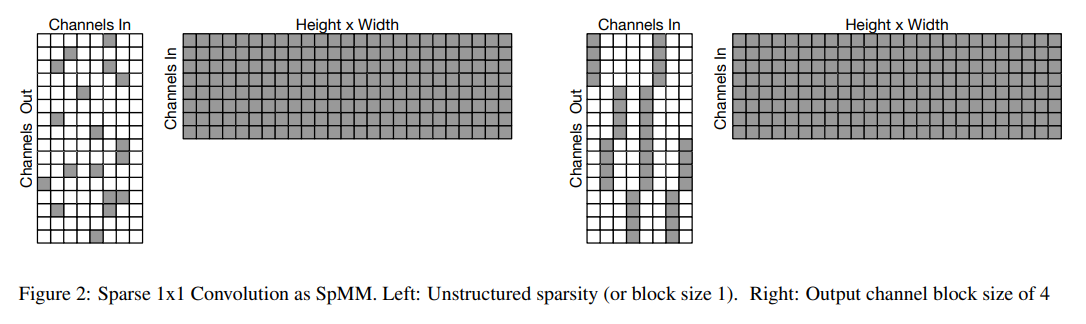 Channels In
Height x Width
Channels Out
Channels In
Channels In
Height x Width
Channels Out
Channels In
Figure 2: Sparse 1x1 Convolution as SpMM. Left: Unstructured sparsity (or block size 1). Right: Output channel block size of 4